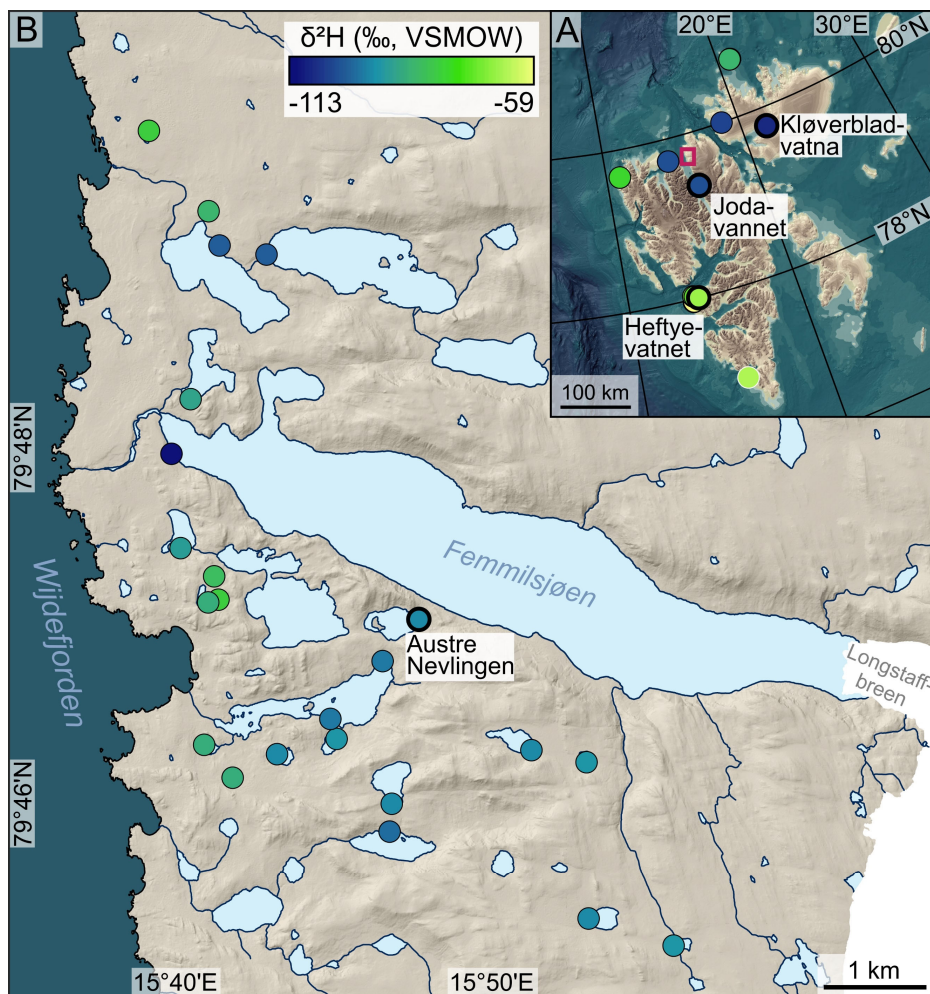 B
δ²H (‰, VSMOW)
-113
-59
A
20°E
30°E
80°N
Kløverblad-
vatna
Joda-
vannet
78°N
Heftye-
vatnet
100 km
79°48'N
Femmilsjøen
Wijdefjorden
Austre
Nevlingen
Longstaff-
breen
79°46'N
15°40'E
15°50'E
1 km